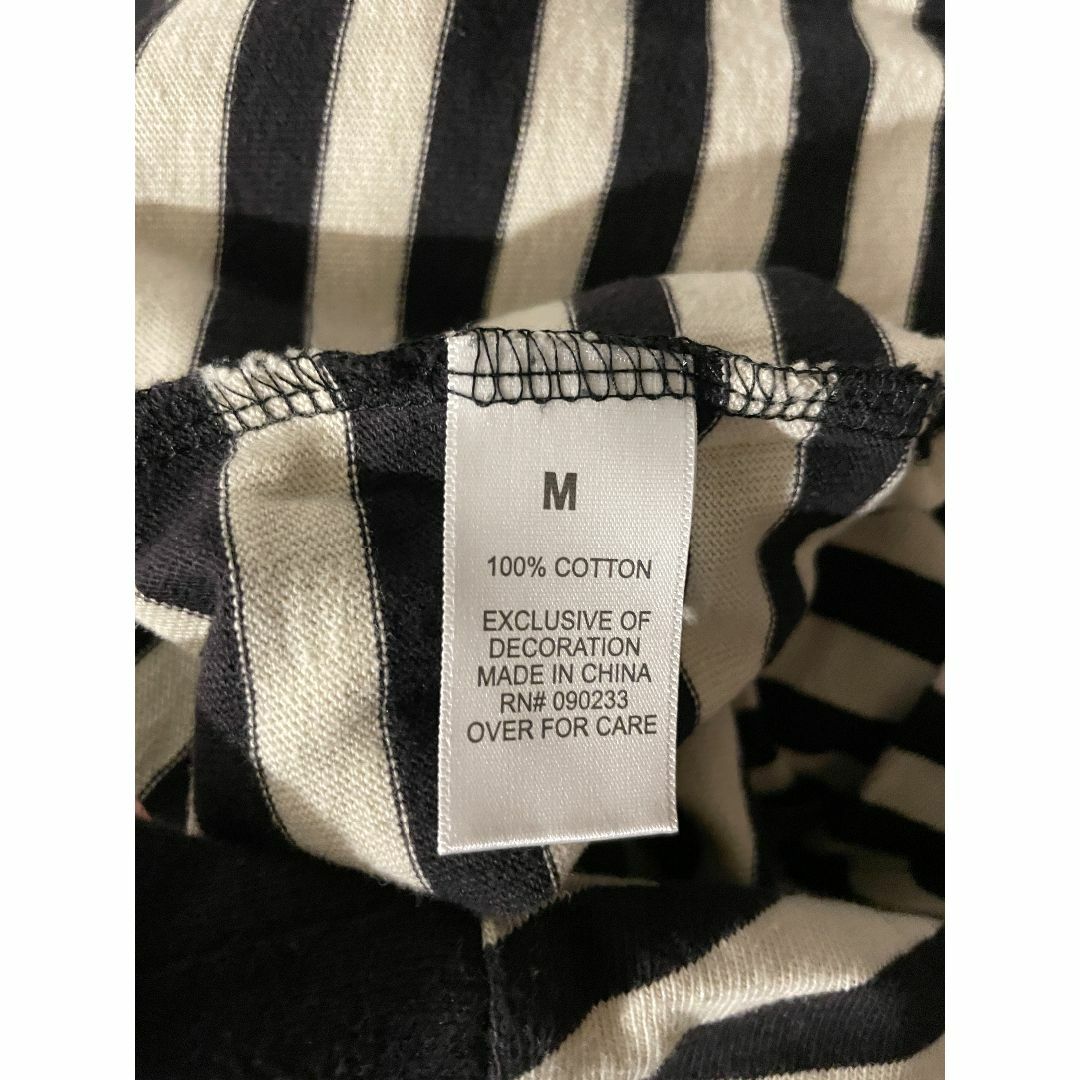 M
100% COTTON
EXCLUSIVE OF
DECORATION
MADE IN CHINA
RN# 090233
OVER FOR CARE